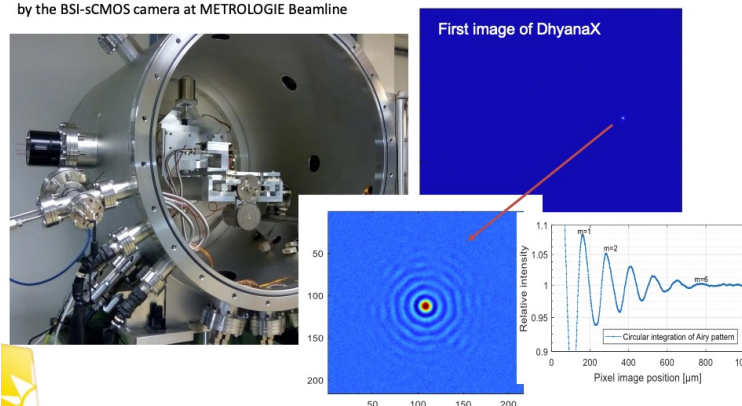 by the BSI-sCMOS camera at METROLOGIE Beamline
First image of DhyanaX
50
100
150
200
50
100
150
200
1.1
1.05
1
0.95
0.9
Relative intensity
m=1
m=2
m=6
Circular integration of Airy pattern
0
200
400
600
800
Pixel image position [µm]